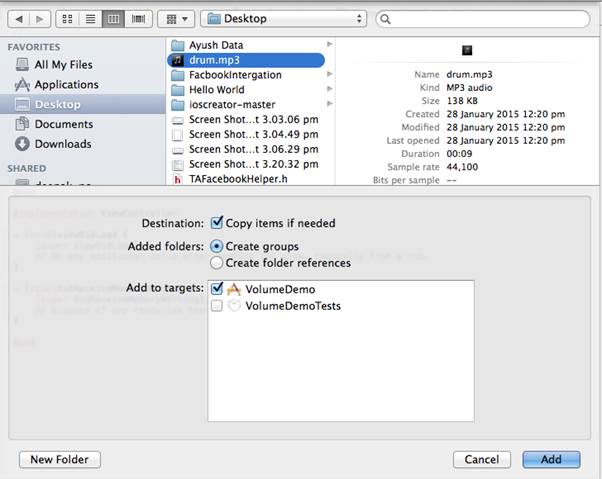 Desktop
FAVORITES
All My Files
Applications
Desktop
Documents
Downloads
SHARED
Ayush Data
drum.mp3
FacbookIntergation
Hello World
ioscreator-master
Screen Shot...t 3.03.06 pm
Screen Shot...t 3.04.49 pm
Screen Shot...t 3.06.29 pm
Screen Shot...t 3.20.32 pm
TAFacebookHelper.h
Name drum.mp3
Kind MP3 audio
Size 138 KB
Created 28 January 2015 12:20 pm
Modified 28 January 2015 12:20 pm
Last opened 28 January 2015 12:20 pm
Duration 00:09
Sample rate 44,100
Bits per sample --
Destination: Copy items if needed
Added folders: Create groups
Create folder references
Add to targets: VolumeDemo
VolumeDemoTests
New Folder Cancel Add